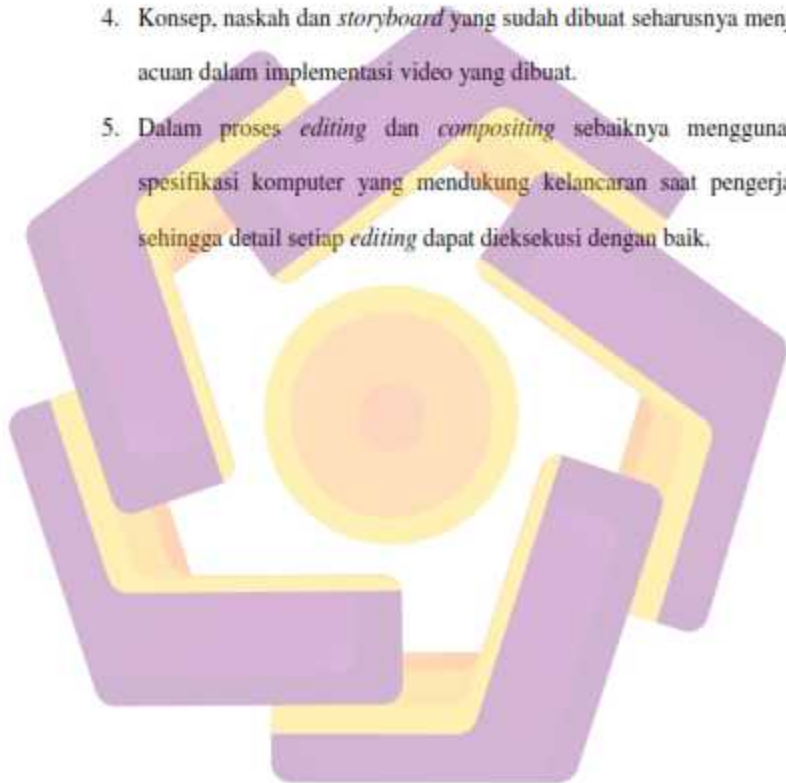 4. Konsep, naskah dan storyboard yang sudah dibuat seharusnya menj
acuan dalam implementasi video yang dibuat.
5. Dalam proses editing dan compositing sebaiknya mengguna
spesifikasi komputer yang mendukung kelancaran saat pengerja
sehingga detail setiap editing dapat dieksekusi dengan baik.